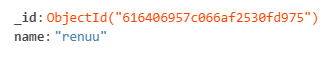 _id: ObjectId("616406957c066af2530fd975")
name: "renuu"